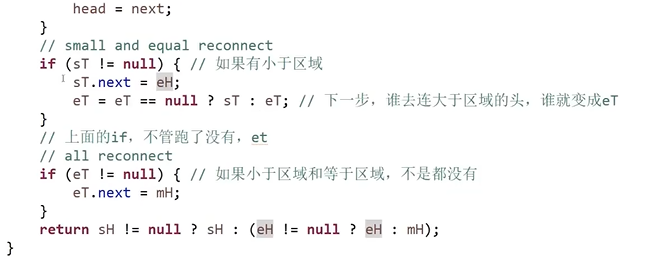 head = next;
}
// small and equal reconnect
if (sT != null) { // 如果有小于区域
sT.next = eH;
eT = eT == null ? sT : eT; // 下一步，谁去连大于区域的头，谁就变成eT
}
// 上面的if，不管跑了没有，et
// all reconnect
if (eT != null) { // 如果小于区域和等于区域，不是都没有
eT.next = mH;
}
return sH != null ? sH : (eH != null ? eH : mH);
}